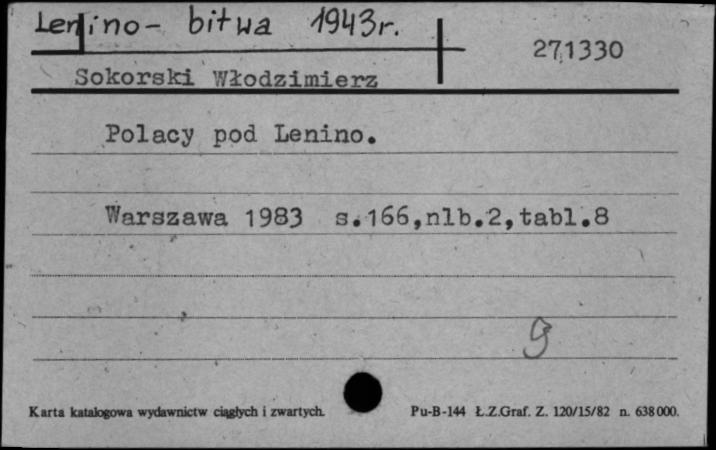 Lenino - bitwa 1943r.
271330
Sokorski Włodzimierz
Polacy pod Lenino.
Warszawa 1983 s.166,nlb.2,tabl.8
g
Karta katalogowa wydawnictw ciągłych i zwartych.
Pu-B-144 Ł.Z.Graf. Z. 120/15/82 n. 638000.